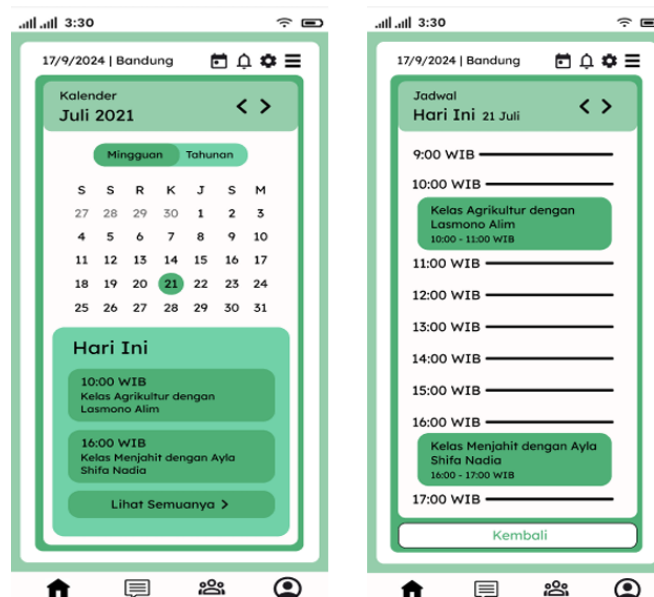 3:30
17/9/2024 | Bandung
Kalender
Juli 2021
Mingguan Tahunan
S S R K J S M
27 28 29 30 1 2 3
4 5 6 7 8 9 10
11 12 13 14 15 16 17
18 19 20 21 22 23 24
25 26 27 28 29 30 31
Hari Ini
10:00 WIB
Kelas Agrikultur dengan
Lasmono Alim
16:00 WIB
Kelas Menjahit dengan Ayla
Shifa Nadia
Lihat Semuanya >
3:30
17/9/2024 | Bandung
Jadwal
Hari Ini 21 Juli
9:00 WIB
10:00 WIB
Kelas Agrikultur dengan
Lasmono Alim
10:00 - 11:00 WIB
11:00 WIB
12:00 WIB
13:00 WIB
14:00 WIB
15:00 WIB
16:00 WIB
Kelas Menjahit dengan Ayla
Shifa Nadia
16:00 - 17:00 WIB
17:00 WIB
Kembali